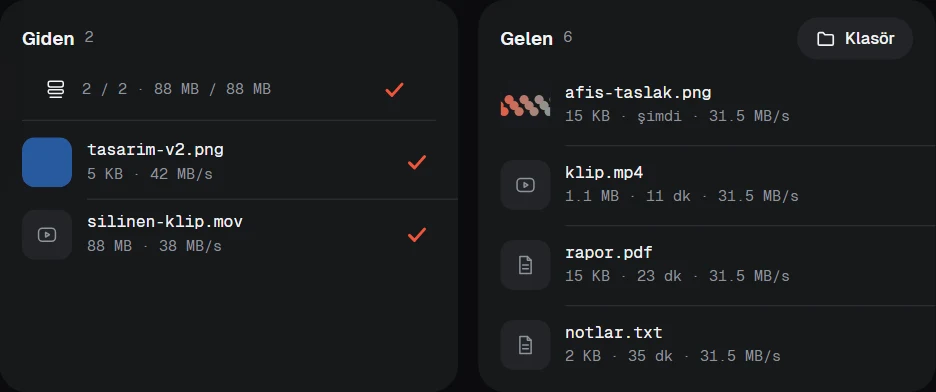 Giden 2
2 / 2 · 88 MB / 88 MB
tasarim-v2.png
5 KB · 42 MB/s
silinen-klip.mov
88 MB · 38 MB/s
Gelen 6
Klasör
afis-taslak.png
15 KB · şimdi · 31.5 MB/s
klip.mp4
1.1 MB · 11 dk · 31.5 MB/s
rapor.pdf
15 KB · 23 dk · 31.5 MB/s
notlar.txt
2 KB · 35 dk · 31.5 MB/s